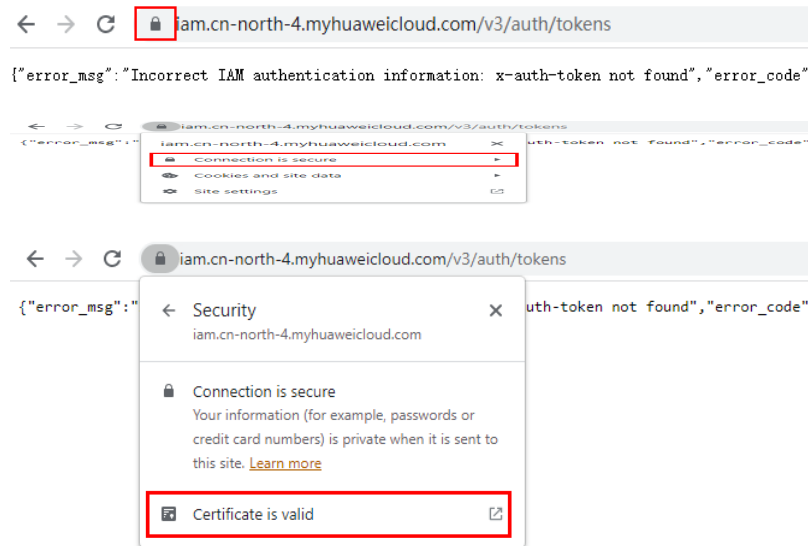 iam.cn-north-4.myhuaweicloud.com/v3/auth/tokens
{"error_msg":"Incorrect IAM authentication information: x-auth-token not found","error_code"
iam.cn-north-4.myhuaweicloud.com/v3/auth/tokens
{"error_msg":" uth-token not found","error_code"
iam.cn-north-4.myhuaweicloud.com
Connection is secure
Cookies and site data
Site settings
iam.cn-north-4.myhuaweicloud.com/v3/auth/tokens
{"error_msg":" uth-token not found","error_code"
Security
iam.cn-north-4.myhuaweicloud.com
Connection is secure
Your information (for example, passwords or
credit card numbers) is private when it is sent to
this site. Learn more
Certificate is valid